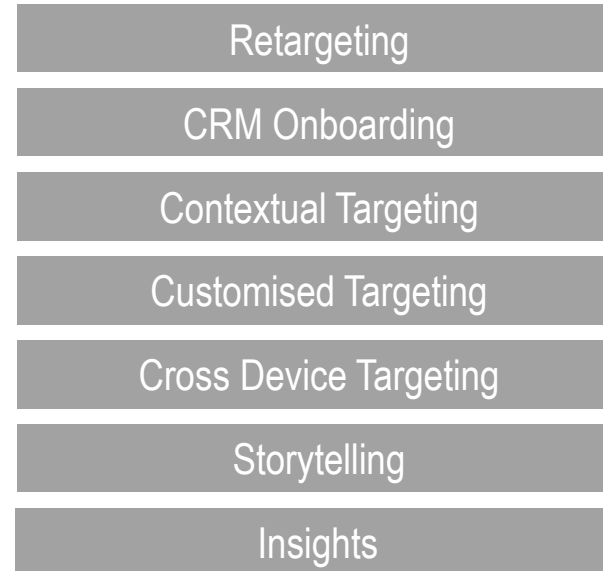 Retargeting
CRM Onboarding
Contextual Targeting
Customised Targeting
Cross Device Targeting
Storytelling
Insights